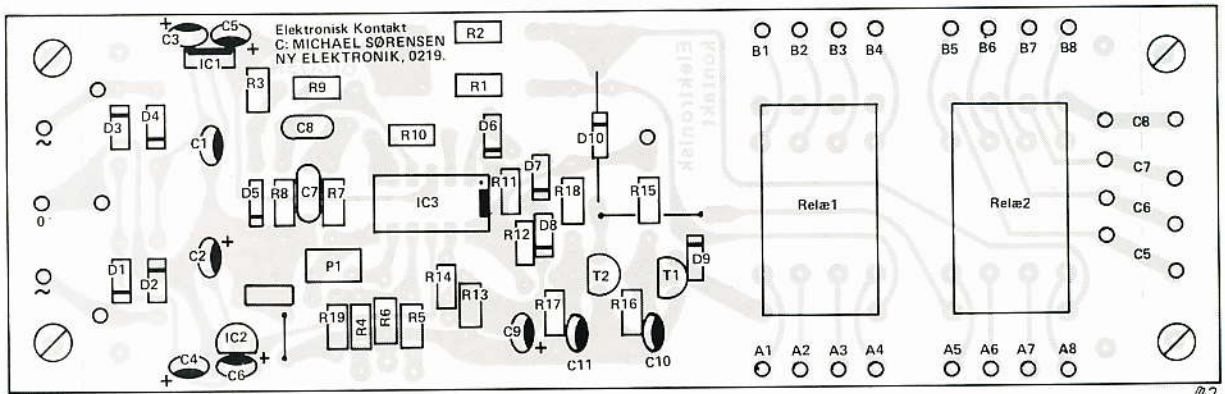 Elektronisk Kontakt
C: MICHAEL SØRENSEN
NY ELEKTRONIK, 0219.
+ C3 C5 +
IC1
R2
R3
R9
R1
B1 B2 B3 B4 B5 B6 B7 B8
Elektronisk
Kontakt
D3 D4
~
C1
C8
R10
D6
D10
C8
D5 R8 C7 R7
IC3
R11
D7
R18
R15
C7
0
Relæ1
Relæ2
C6
R12
D8
C5
C2 +
P1
D1 D2
~
R14
R13
T2
T1
D9
R19 R4 R6 R5
IC2
C9 +
R17
C11
R16
C10
+ C4 C6 +
A1 A2 A3 A4 A5 A6 A7 A8